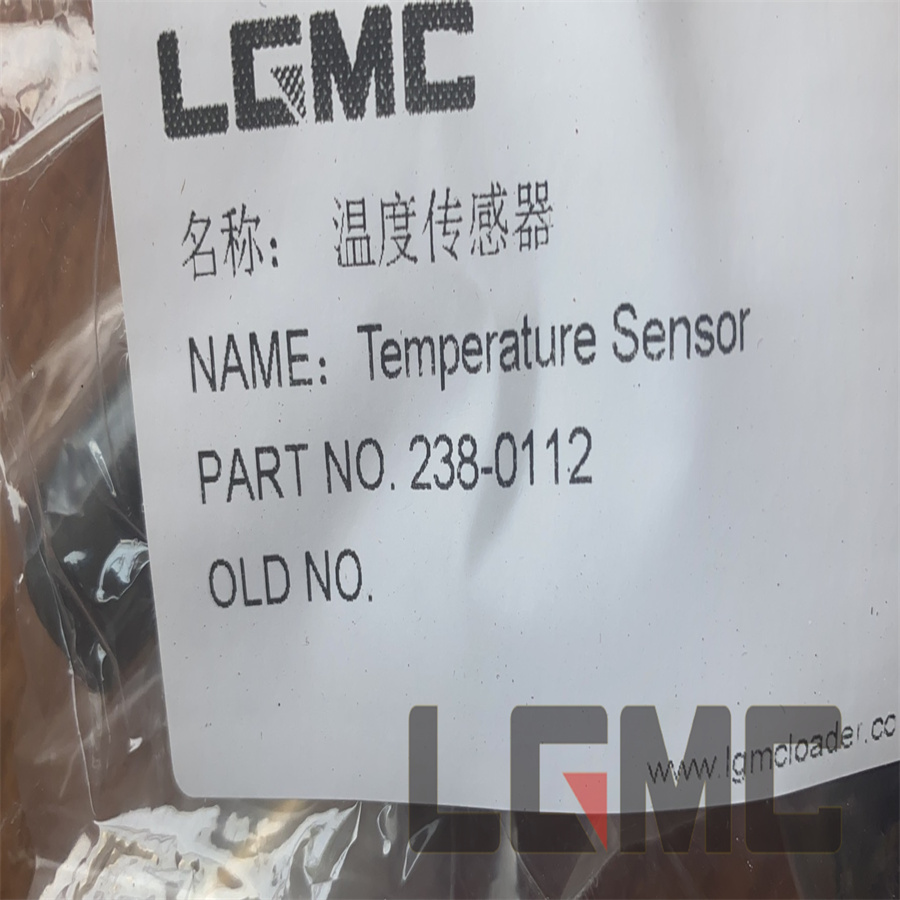 LGMC
名称： 温度传感器
NAME： Temperature Sensor
PART NO. 238-0112
OLD NO.
www.lgmcloader.cc
LGMC